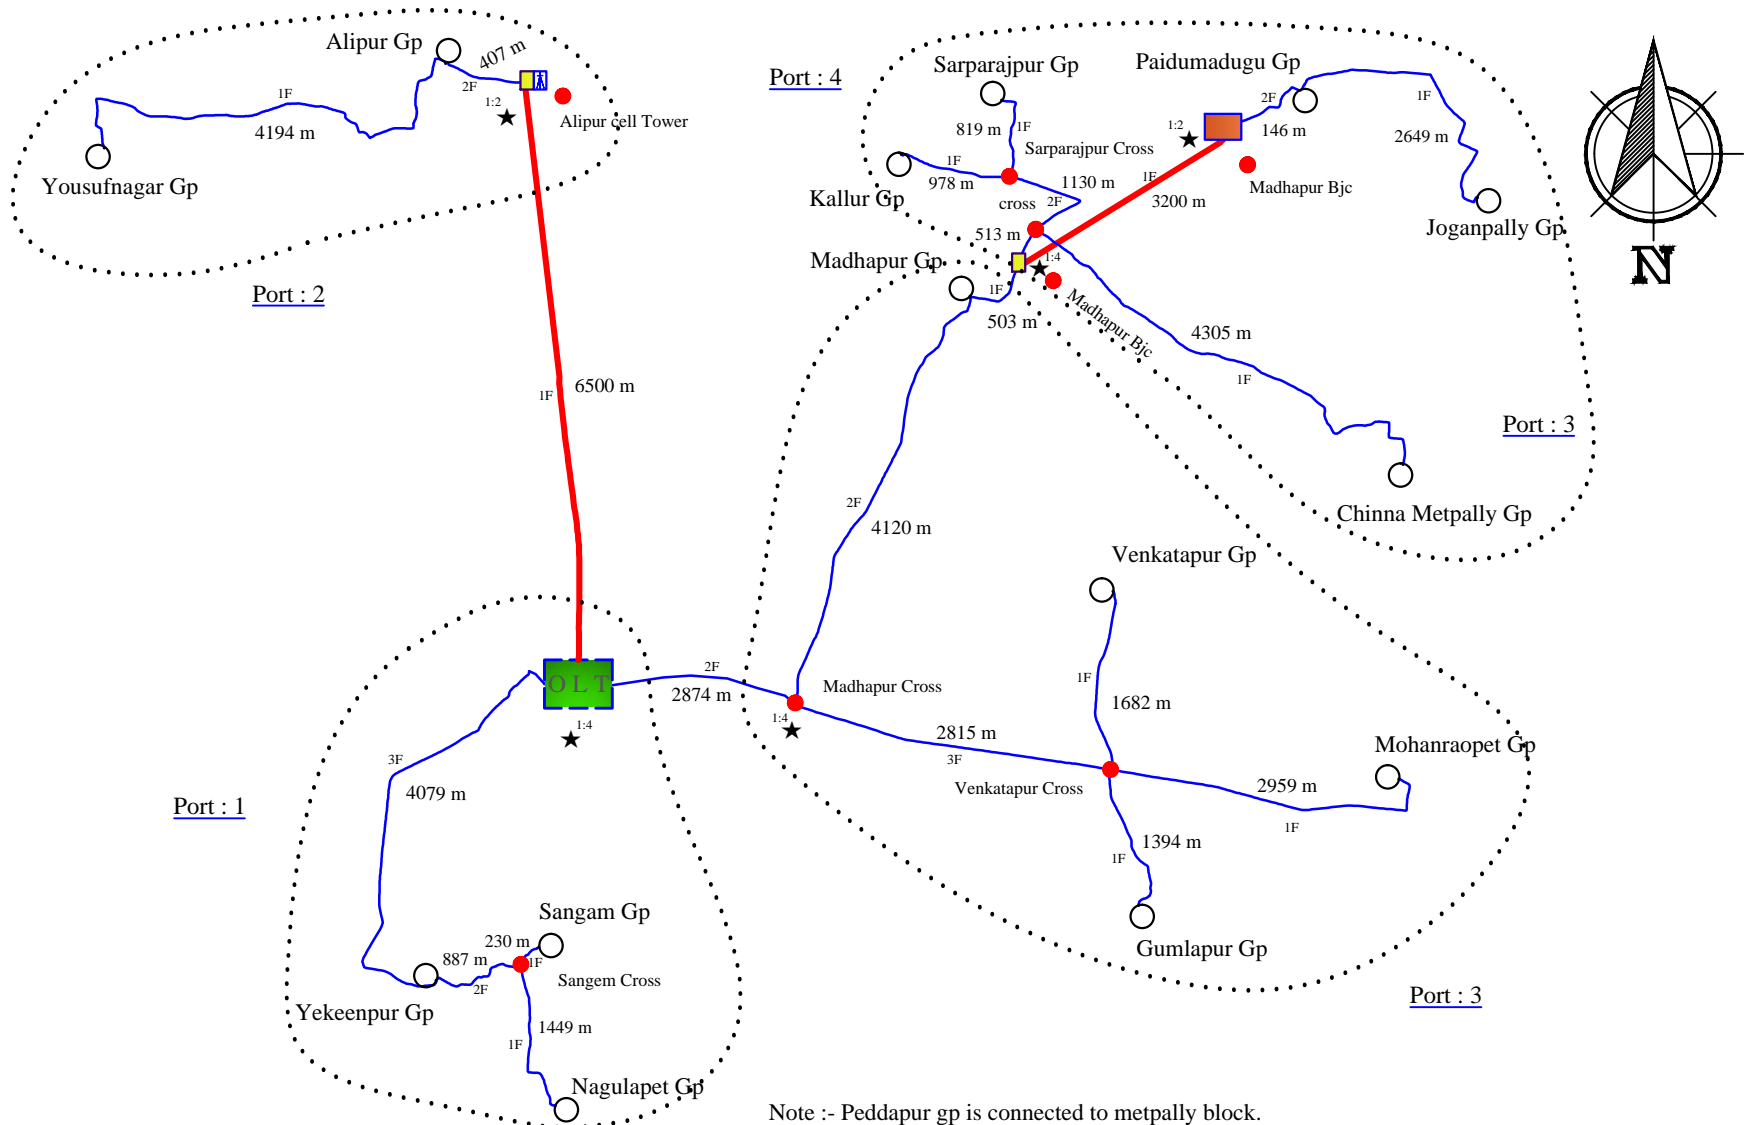 Alipur Gp
407 m
2F
1:2
Alipur cell Tower
1F
4194 m
Yousufnagar Gp
Port : 2
Port : 4
Sarparajpur Gp
819 m
1F
Sarparajpur Cross
1F
978 m
Kallur Gp
cross
1130 m
2F
513 m
Paidumadugu Gp
2F
146 m
1:2
1F
2649 m
1F
3200 m
Madhapur Bjc
Joganpally Gp
N
Madhapur Gp
1:4
1F
503 m
Madhapur Bjc
4305 m
1F
Port : 3
Chinna Metpally Gp
1F
6500 m
2F
4120 m
Venkatapur Gp
1F
1682 m
OLT
1:4
2F
2874 m
Madhapur Cross
1:4
2815 m
3F
Venkatapur Cross
Mohanraopet Gp
2959 m
1F
1394 m
1F
Gumlapur Gp
Port : 3
3F
4079 m
Port : 1
Sangam Gp
230 m
1F
887 m
2F
Sangem Cross
Yekeenpur Gp
1449 m
1F
Nagulapet Gp
Note :- Peddapur gp is connected to metpally block.